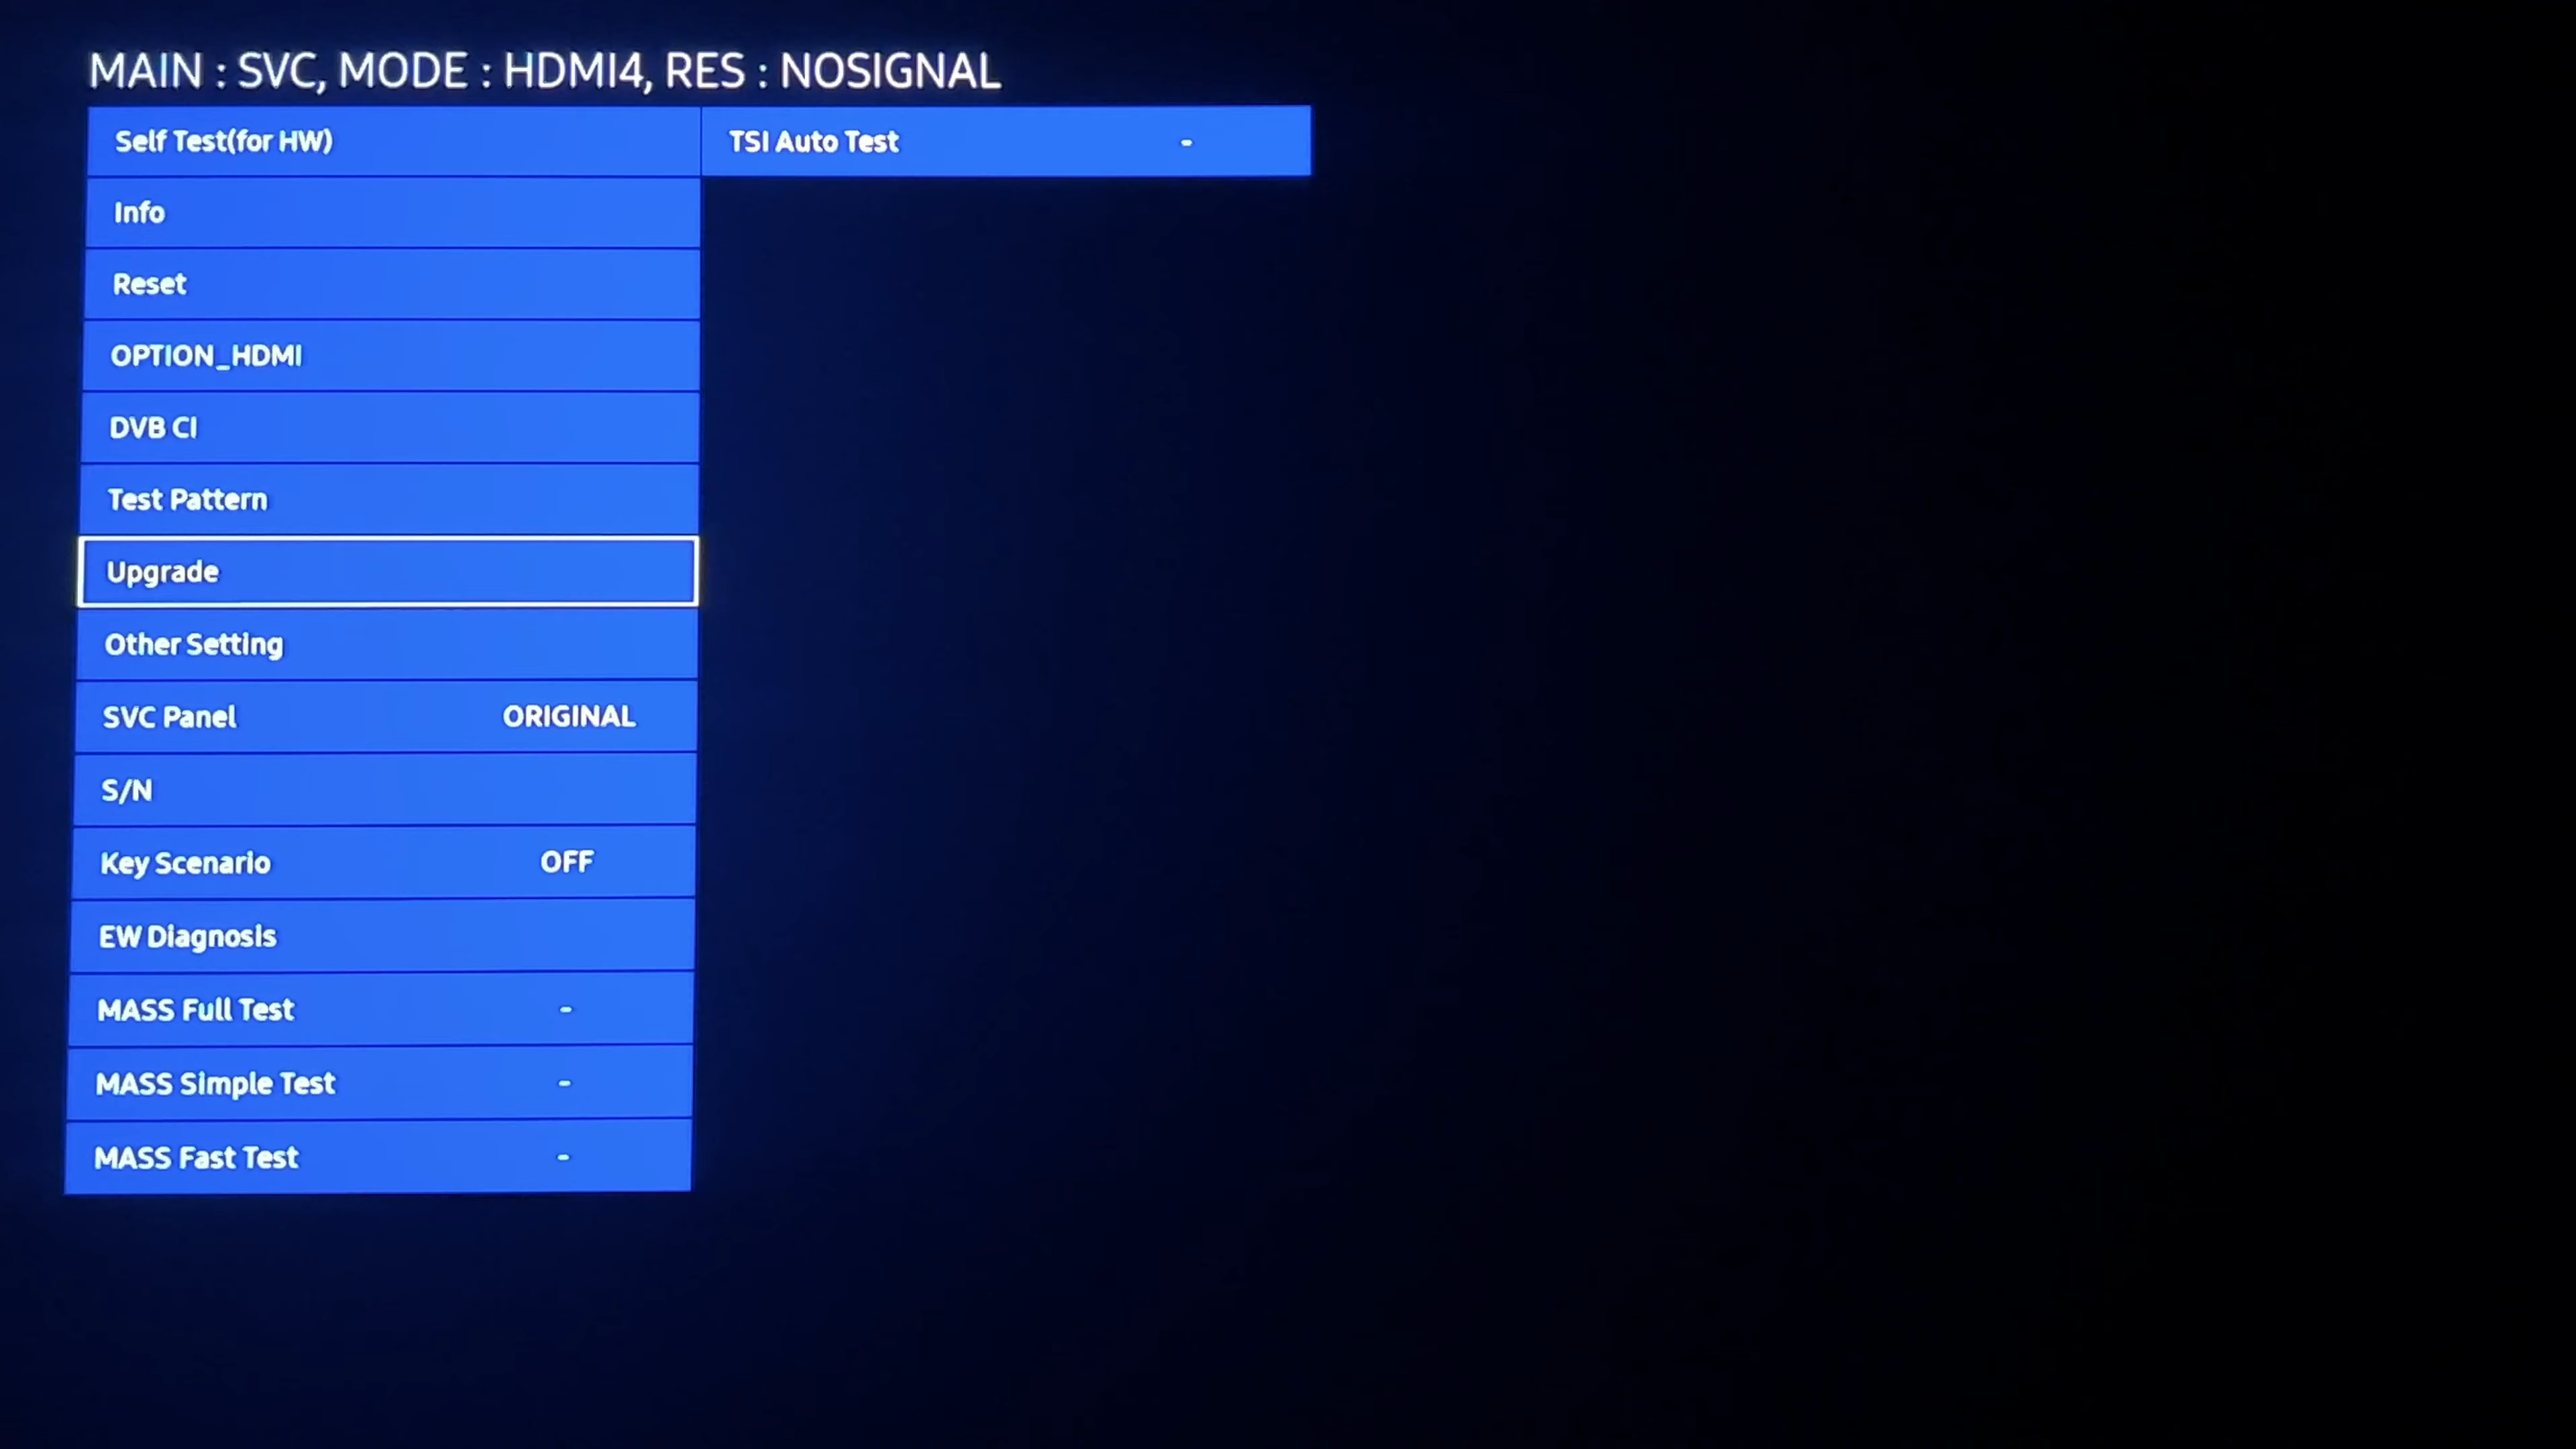 MAIN : SVC, MODE : HDMI4, RES : NOSIGNAL
Self Test(for HW) TSI Auto Test -
Info
Reset
OPTION_HDMI
DVB CI
Test Pattern
Upgrade
Other Setting
SVC Panel ORIGINAL
S/N
Key Scenario OFF
EW Diagnosis
MASS Full Test -
MASS Simple Test -
MASS Fast Test -